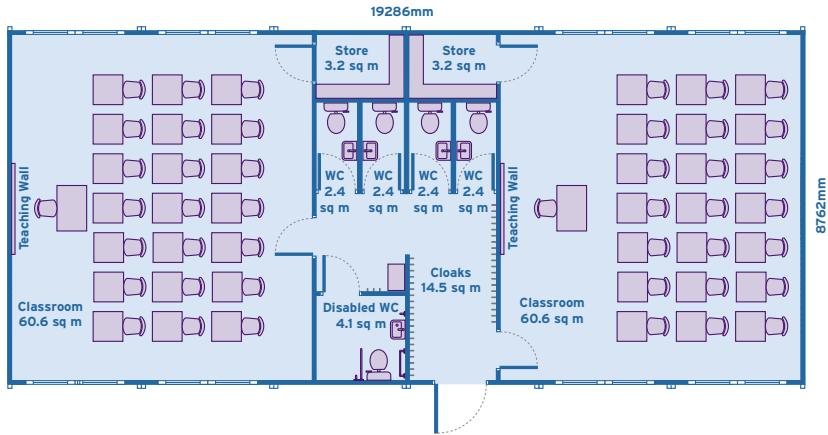 19286mm
Store
3.2 sq m
Store
3.2 sq m
WC
2.4
sq m
WC
2.4
sq m
WC
2.4
sq m
WC
2.4
sq m
Teaching Wall
Teaching Wall
8762mm
Cloaks
14.5 sq m
Classroom
60.6 sq m
Disabled WC
4.1 sq m
Classroom
60.6 sq m